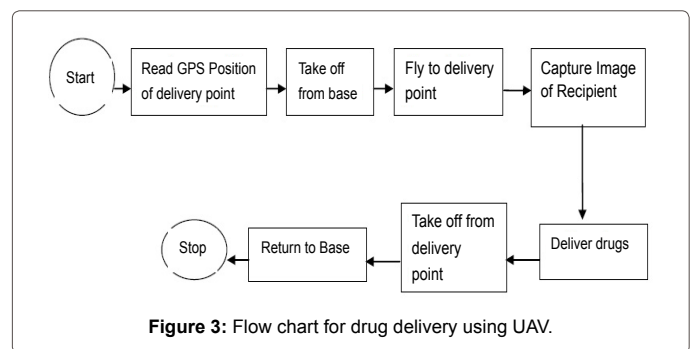 Start
Read GPS Position
of delivery point
Take off
from base
Fly to delivery
point
Capture Image
of Recipient
Stop
Return to Base
Take off from
delivery
point
Deliver drugs
Figure 3: Flow chart for drug delivery using UAV.